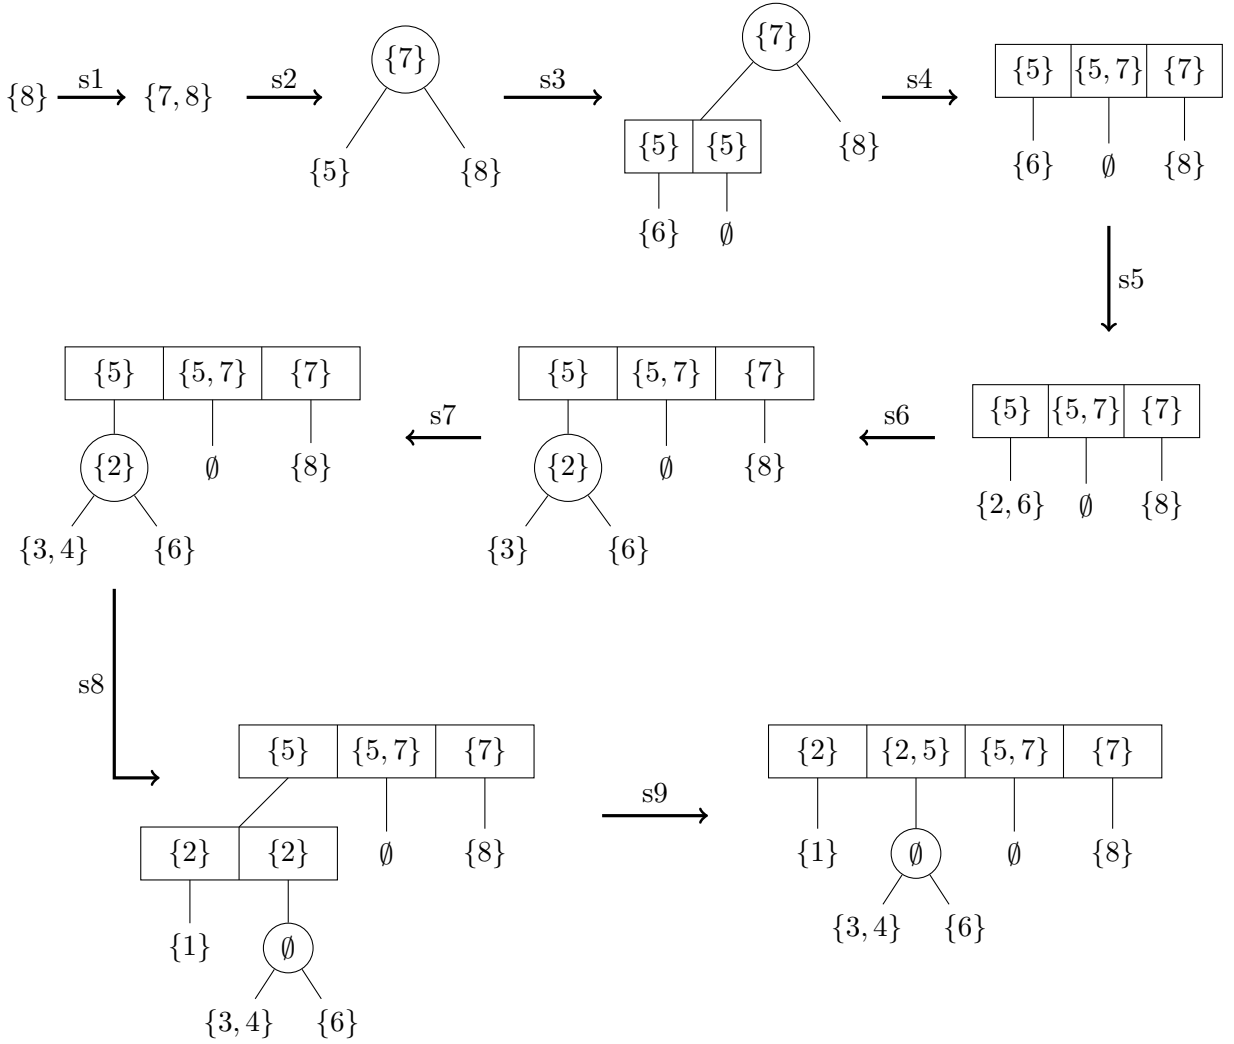 {8} s1 {7, 8} s2 {7} s3 {7} s4 {5} {5, 7} {7}
{5} {8}
{5} {5} {8}
{6} ∅
{6} ∅ {8}
s5
{5} {5, 7} {7}
{2, 6} ∅ {8}
s6
{5} {5, 7} {7}
{2} ∅ {8}
{3} {6}
s7
{5} {5, 7} {7}
{2} ∅ {8}
{3, 4} {6}
s8
{5} {5, 7} {7}
{2} {2} ∅ {8}
{1} ∅
{3, 4} {6}
s9
{2} {2, 5} {5, 7} {7}
{1} ∅ ∅ {8}
{3, 4} {6}